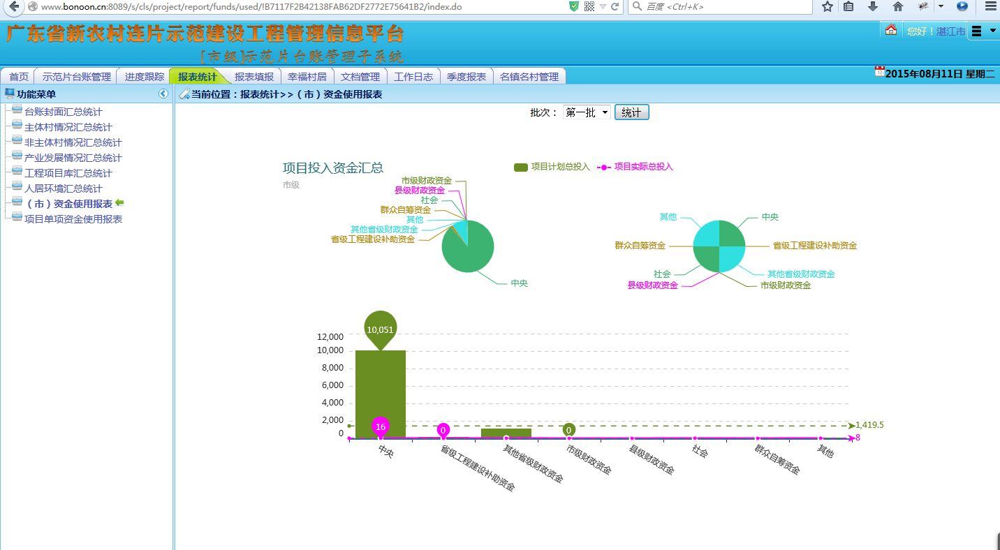 www.bonoon.cn:8089/s/cls/project/report/funds/used/!B7117F2B42138FAB62DF2772E75641B2/index.do
百度 <Ctrl+K>
广东省新农村连片示范建设工程管理信息平台
[市级]示范片台账管理子系统
您好！湛江市
首页 示范片台账管理 进度跟踪 报表统计 报表填报 幸福村居 文档管理 工作日志 季度报表 名镇名村管理
2015年08月11日 星期二
功能菜单
当前位置：报表统计>>（市）资金使用报表
台账封面汇总统计
主体村情况汇总统计
非主体村情况汇总统计
产业发展情况汇总统计
工程项目库汇总统计
人居环境汇总统计
（市）资金使用报表
项目单项资金使用报表
批次： 第一批 统计
项目投入资金汇总
市级
项目计划总投入 项目实际总投入
市级财政资金
县级财政资金
社会
群众自筹资金
其他
其他省级财政资金
省级工程建设补助资金
中央
其他
中央
群众自筹资金
省级工程建设补助资金
社会
其他省级财政资金
县级财政资金
市级财政资金
10,051
12,000
10,000
8,000
6,000
4,000
2,000
0
16
0
0
1,419.5
8
中央
省级工程建设补助资金
其他省级财政资金
市级财政资金
县级财政资金
社会
群众自筹资金
其他